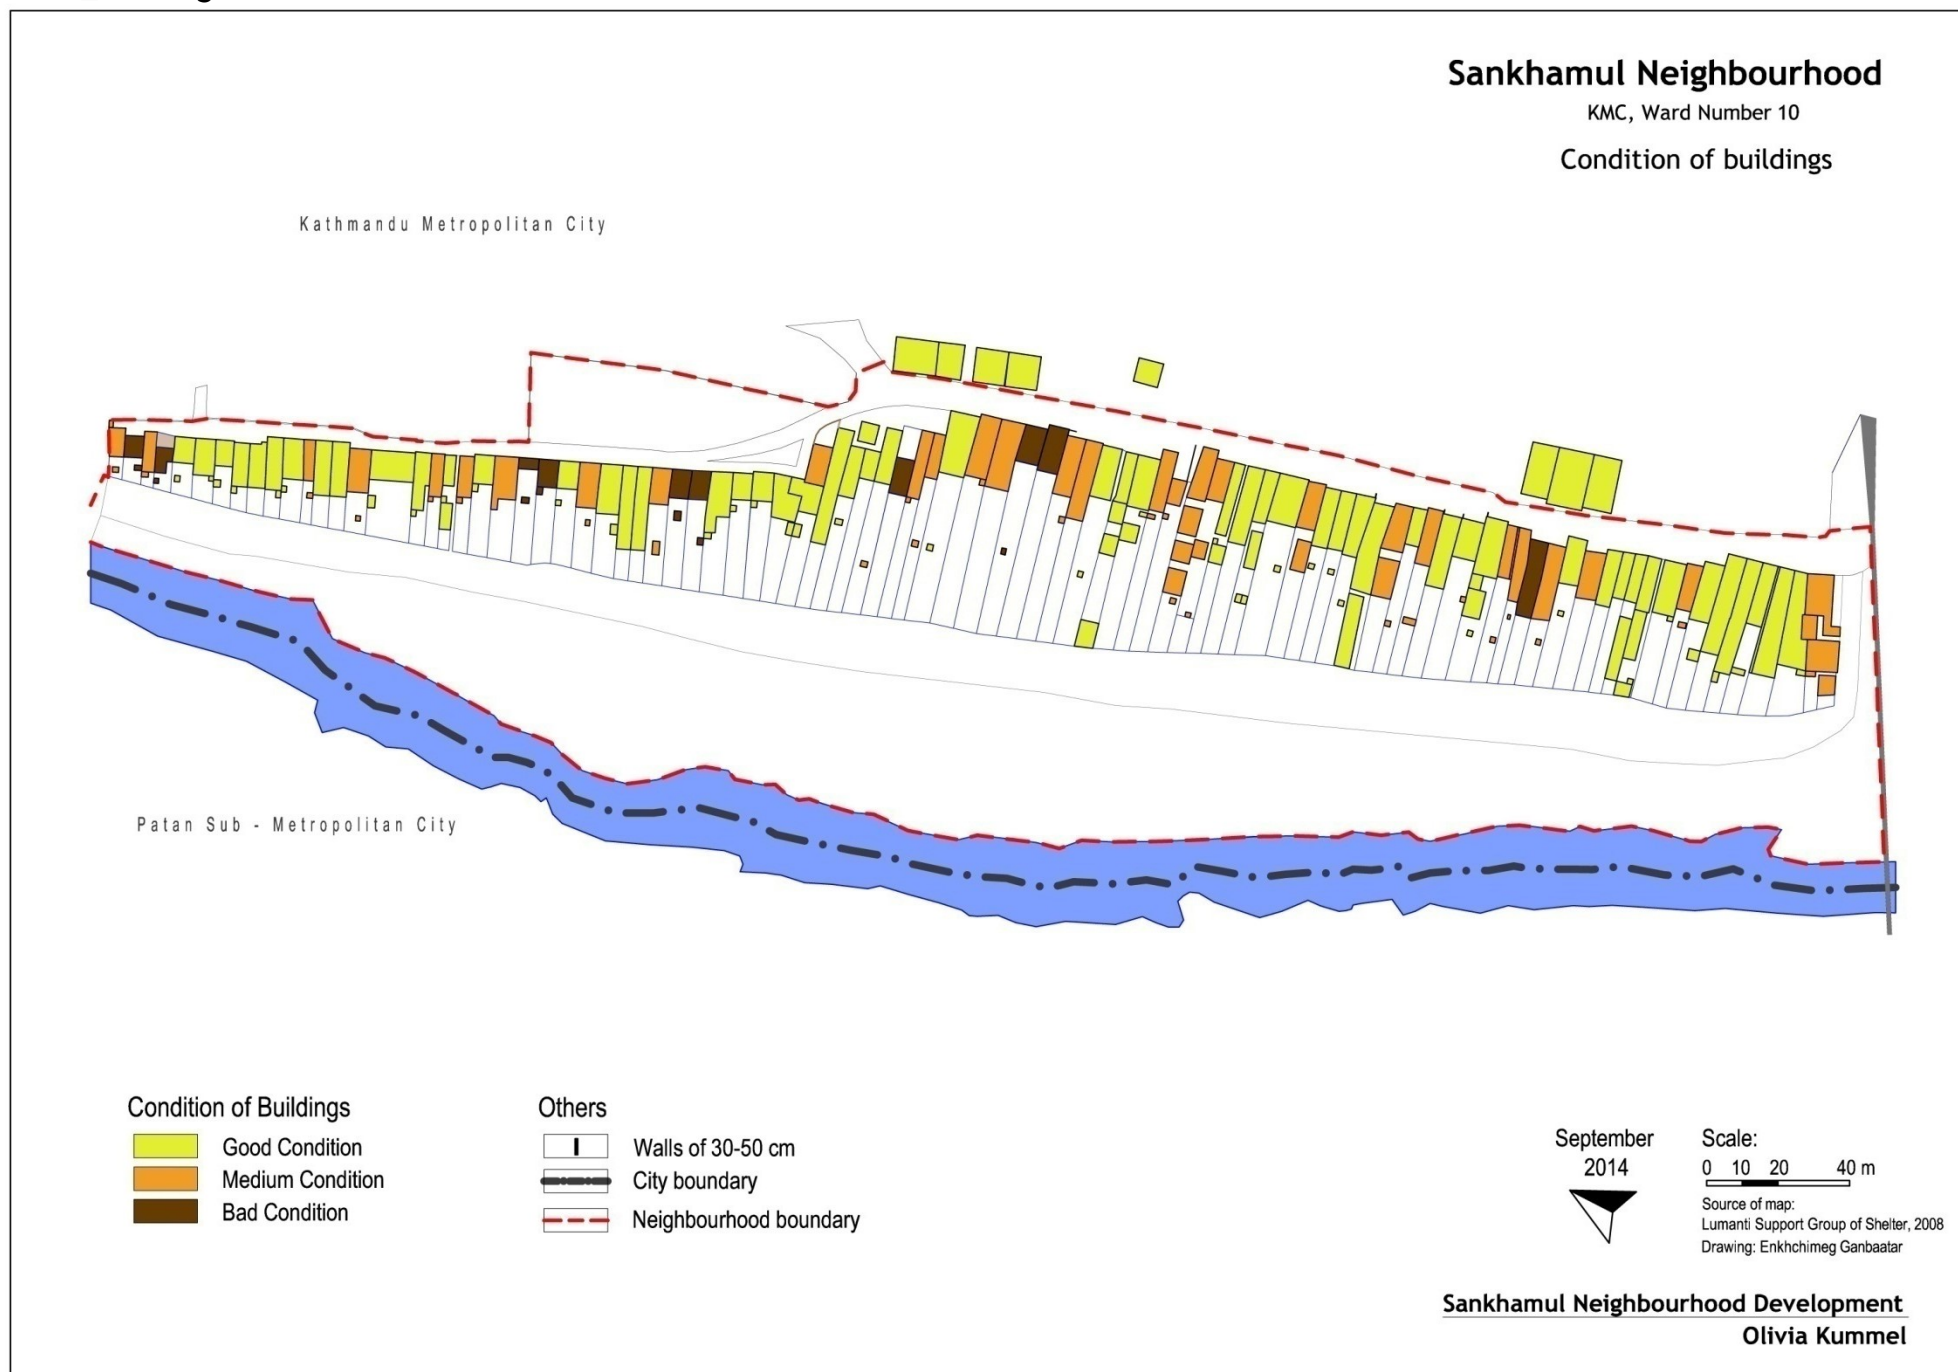 Sankhamul Neighbourhood
KMC, Ward Number 10
Condition of buildings
Kathmandu Metropolitan City
Patan Sub - Metropolitan City
Condition of Buildings
Good Condition
Medium Condition
Bad Condition
Others
Walls of 30-50 cm
City boundary
Neighbourhood boundary
September
2014
Scale:
0 10 20 40 m
Source of map:
Lumanti Support Group of Shelter, 2008
Drawing: Enkhchimeg Ganbaatar
Sankhamul Neighbourhood Development
Olivia Kummel